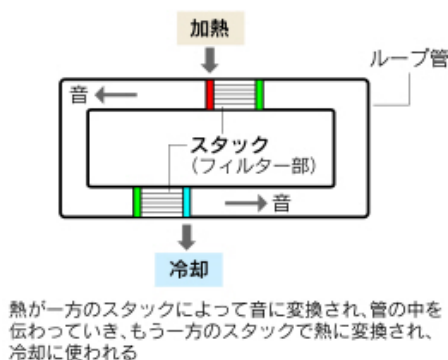 加熱
ループ管
音
スタック
(フィルター部)
音
冷却
熱が一方のスタックによって音に変換され、管の中を
伝わっていき、もう一方のスタックで熱に変換され、
冷却に使われる